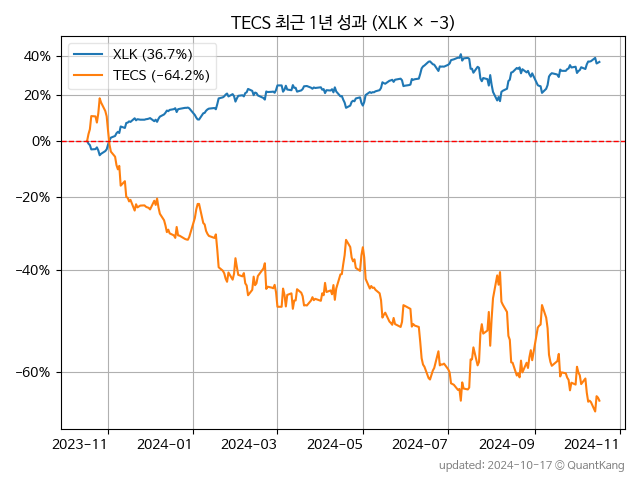 TECS 최근 1년 성과 (XLK × −3)
XLK (36.7%)
TECS (−64.2%)
40%
20%
0%
−20%
−40%
−60%
2023-11 2024-01 2024-03 2024-05 2024-07 2024-09 2024-11
updated: 2024-10-17 © QuantKang